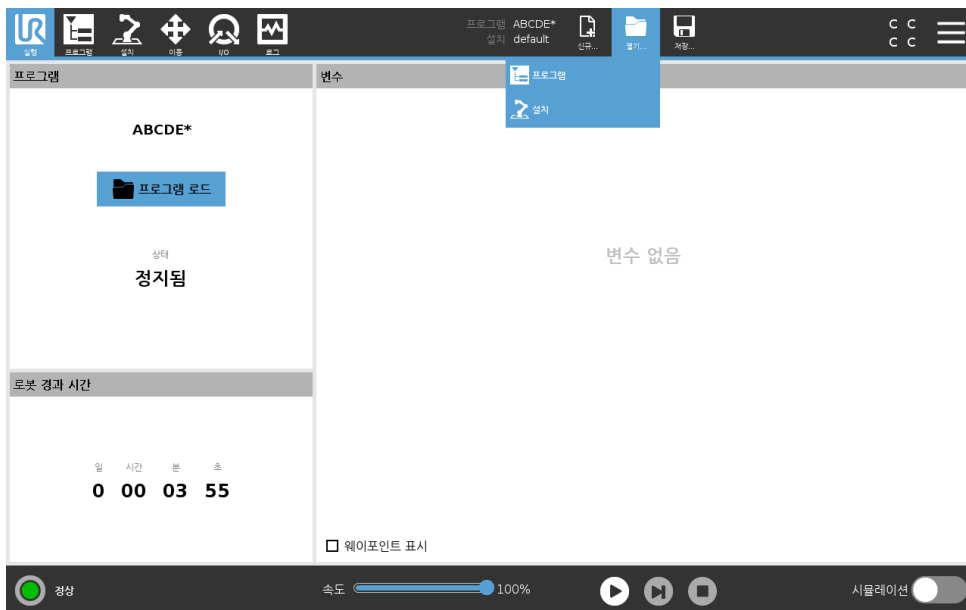 UR
실행
프로그램
설치
이동
I/O
로그
프로그램 ABCDE*
설치 default
신규...
열기...
저장...
C C
C C
프로그램
설치
프로그램
ABCDE*
프로그램 로드
상태
정지됨
변수
변수 없음
로봇 경과 시간
일 시간 분 초
0 00 03 55
웨이포인트 표시
정상
속도 100%
시뮬레이션